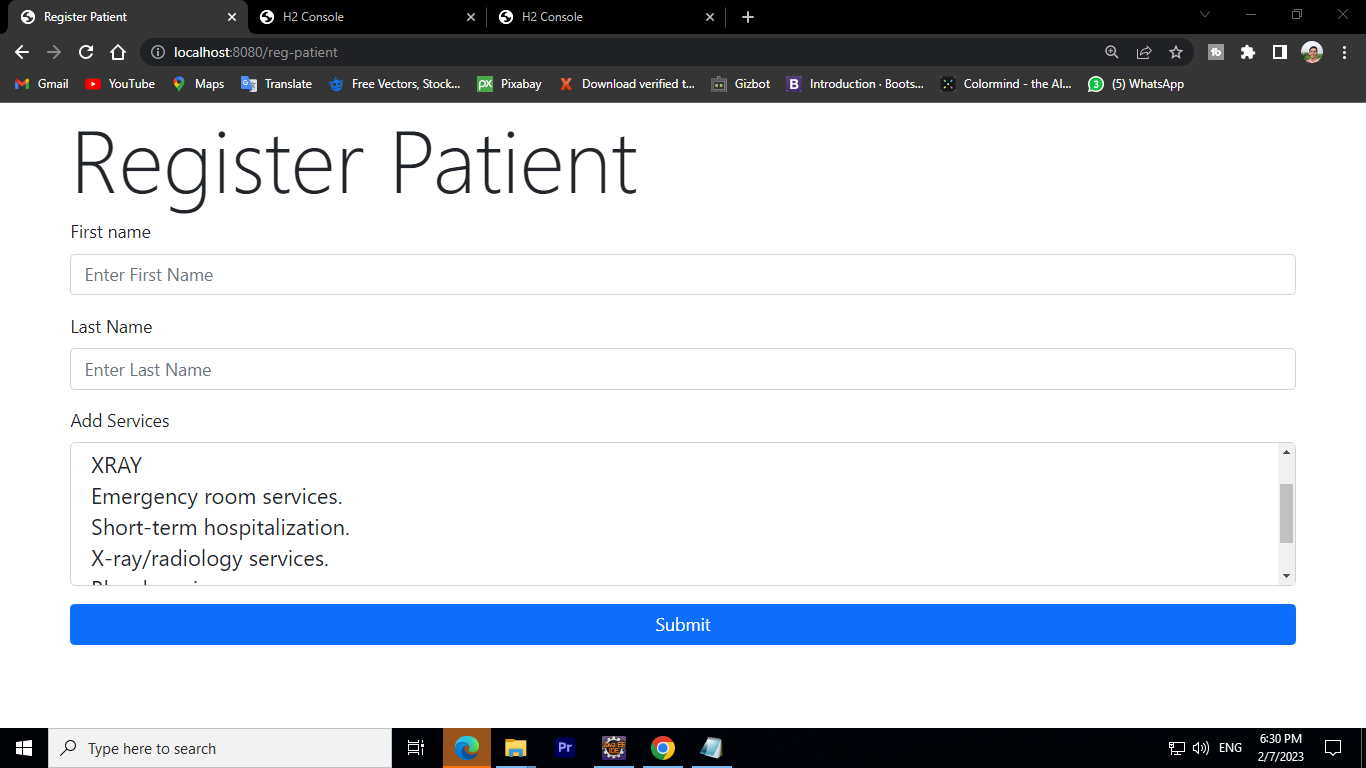 Register Patient
H2 Console
H2 Console
localhost:8080/reg-patient
Gmail
YouTube
Maps
Translate
Free Vectors, Stock...
px
Pixabay
Download verified t...
Gizbot
B
Introduction · Boots...
Colormind - the AI...
3
(5) WhatsApp
Register Patient
First name
Enter First Name
Last Name
Enter Last Name
Add Services
XRAY
Emergency room services.
Short-term hospitalization.
X-ray/radiology services.
Submit
Type here to search
Pr
ENG
6:30 PM
2/7/2023